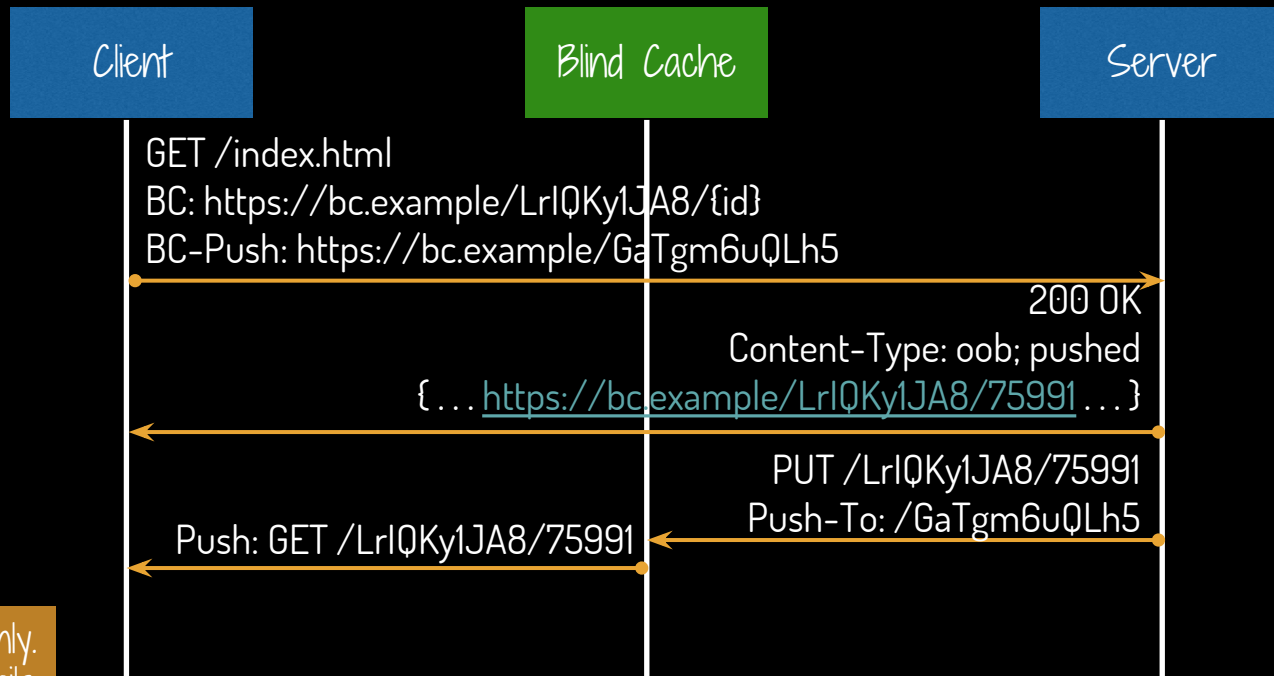 Client
Blind Cache
Server
GET /index.html
BC: https://bc.example/LrIQKy1JA8/{id}
BC-Push: https://bc.example/GaTgm6uQLh5
200 OK
Content-Type: oob; pushed
{ . . . https://bc.example/LrIQKy1JA8/75991 . . . }
PUT /LrIQKy1JA8/75991
Push-To: /GaTgm6uQLh5
Push: GET /LrIQKy1JA8/75991